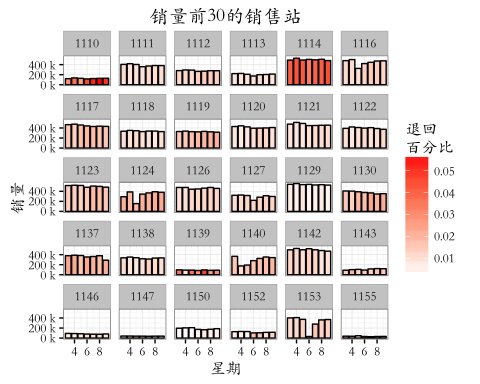 销量前30的销售站
1110 1111 1112 1113 1114 1116
400 k
200 k
0 k
1117 1118 1119 1120 1121 1122
400 k
200 k
0 k
1123 1124 1126 1127 1129 1130
400 k
200 k
0 k
1137 1138 1139 1140 1142 1143
400 k
200 k
0 k
1146 1147 1150 1152 1153 1155
400 k
200 k
0 k
4 6 8 4 6 8 4 6 8 4 6 8 4 6 8 4 6 8
星期
销量
退回
百分比
0.05
0.04
0.03
0.02
0.01